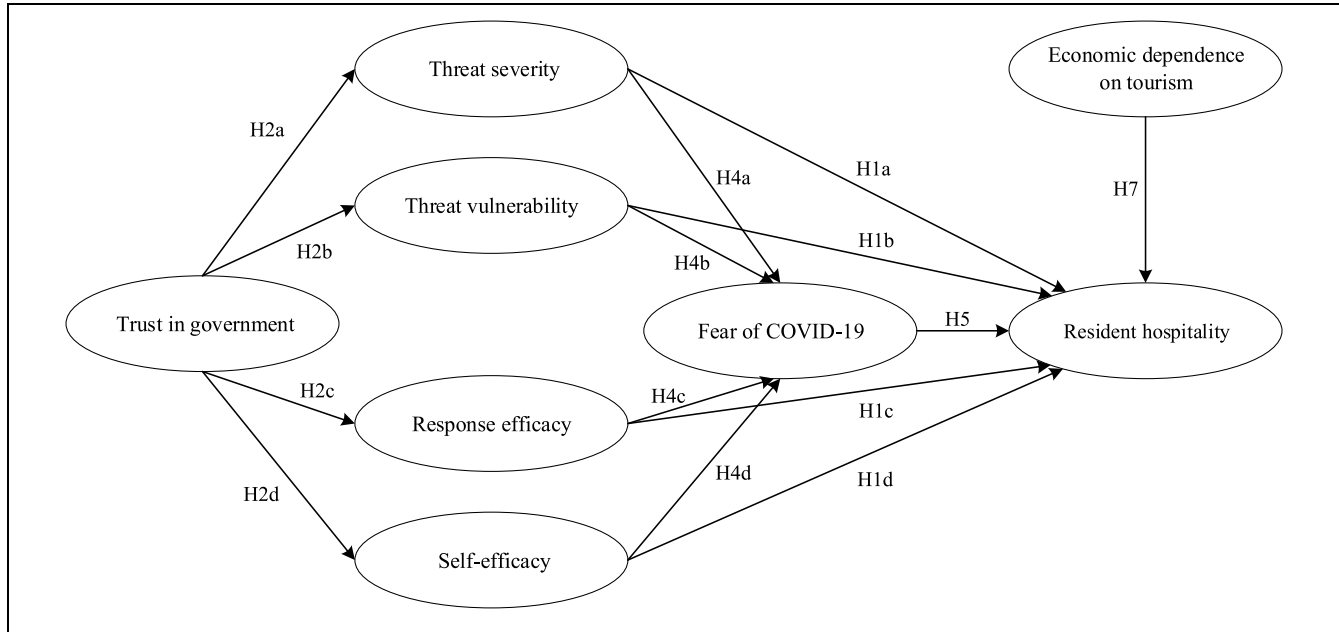 Threat severity
Economic dependence
on tourism
H2a
H4a
H1a
H7
Threat vulnerability
H2b
H4b
H1b
Trust in government
Fear of COVID-19
H5
Resident hospitality
H2c
H4c
H1c
Response efficacy
H2d
H4d
H1d
Self-efficacy